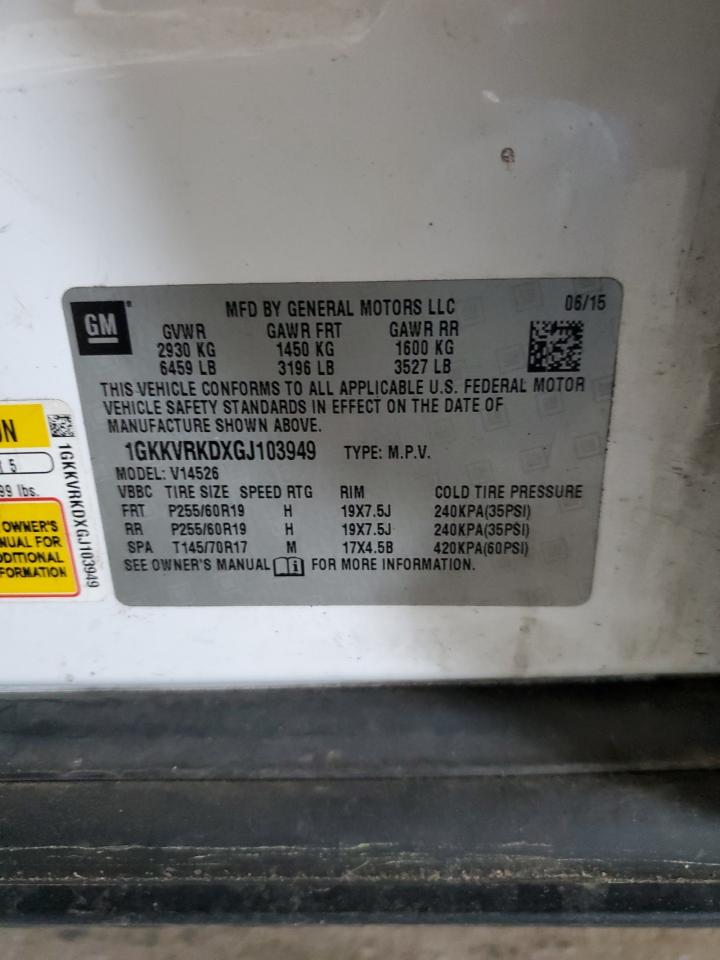 GM
MFD BY GENERAL MOTORS LLC 06/15
GVWR GAWR FRT GAWR RR
2930 KG 1450 KG 1600 KG
6459 LB 3196 LB 3527 LB
THIS VEHICLE CONFORMS TO ALL APPLICABLE U.S. FEDERAL MOTOR
VEHICLE SAFETY STANDARDS IN EFFECT ON THE DATE OF
MANUFACTURE SHOWN ABOVE.
1GKKVRKDXGJ103949 TYPE: M.P.V.
MODEL: V14526
VBBC TIRE SIZE SPEED RTG RIM COLD TIRE PRESSURE
FRT P255/60R19 H 19X7.5J 240KPA(35PSI)
RR P255/60R19 H 19X7.5J 240KPA(35PSI)
SPA T145/70R17 M 17X4.5B 420KPA(60PSI)
SEE OWNER'S MANUAL FOR MORE INFORMATION.
1GKKVRKDXGJ103949
5
99 lbs.
OWNER'S
FOR